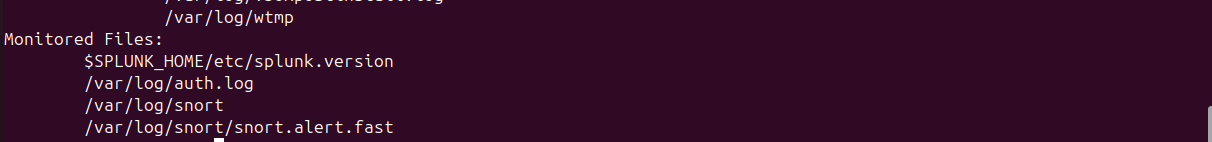 /var/log/wtmp
Monitored Files:
$SPLUNK_HOME/etc/splunk.version
/var/log/auth.log
/var/log/snort
/var/log/snort/snort.alert.fast